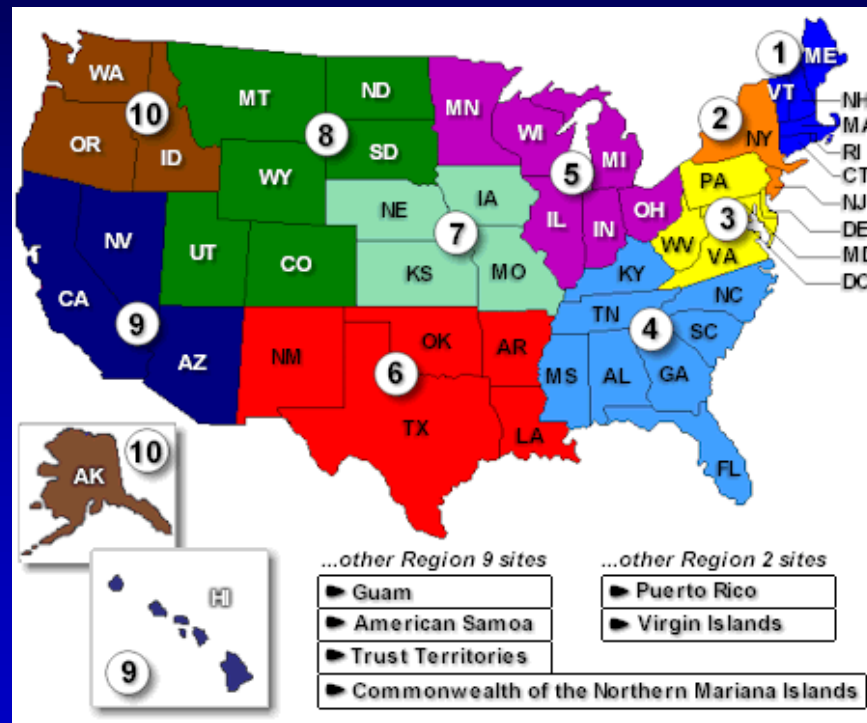 1
ME
WA
MT
ND
MN
VT
NH
10
2
MA
OR
8
WI
NY
RI
ID
SD
MI
CT
WY
5
PA
NJ
NE
IA
OH
3
DE
NV
7
IL
IN
WV
MD
UT
CO
VA
DC
KS
MO
KY
CA
NC
9
TN
4
AZ
NM
OK
AR
SC
6
MS
AL
GA
TX
LA
FL
10
AK
HI
9
...other Region 9 sites
Guam
American Samoa
Trust Territories
Commonwealth of the Northern Mariana Islands
...other Region 2 sites
Puerto Rico
Virgin Islands